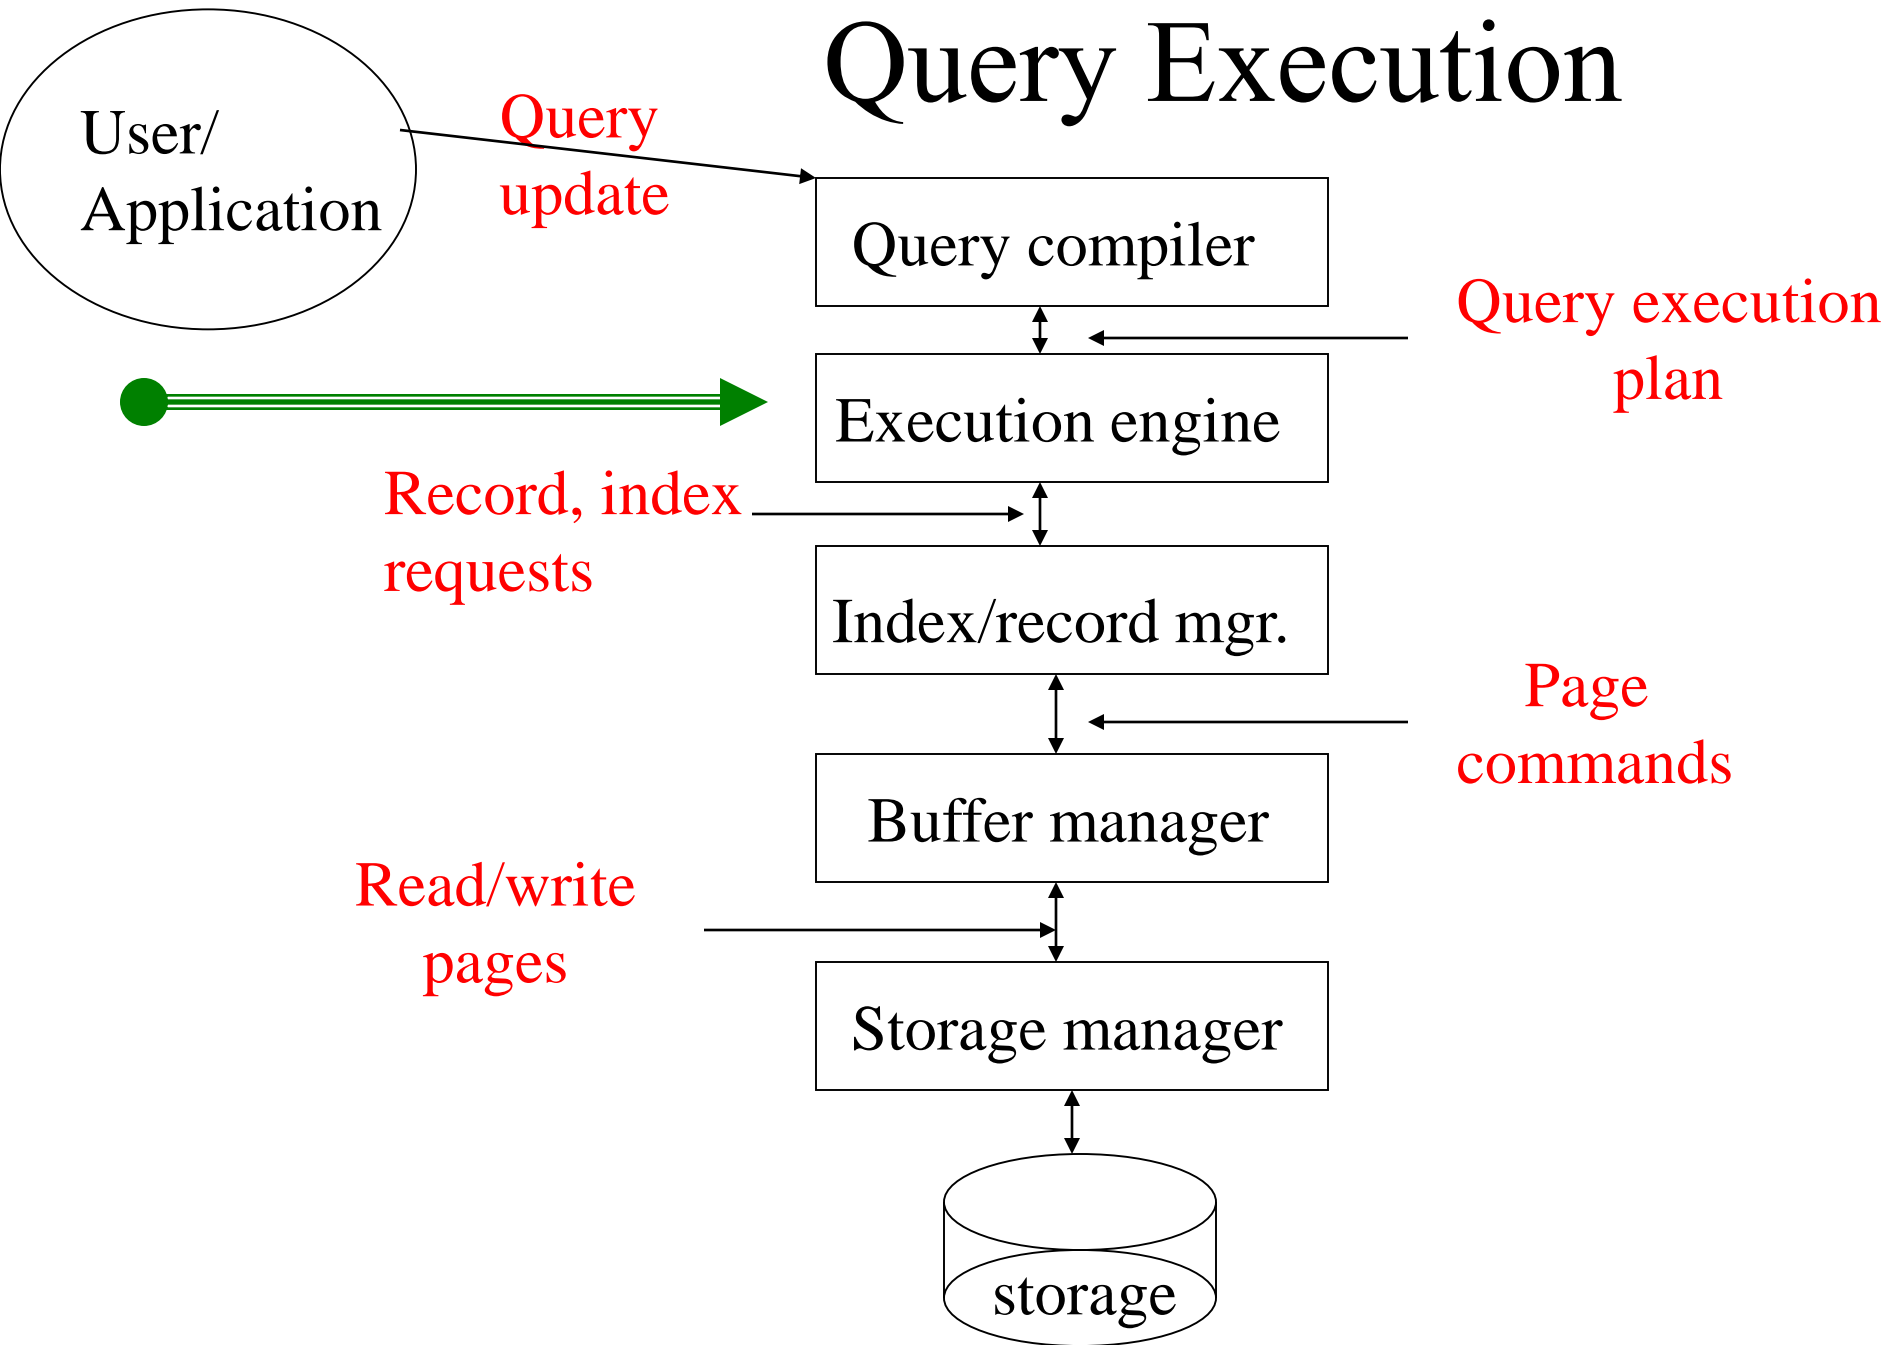 Query Execution
User/
Application
Query
update
Query compiler
Query execution
plan
Execution engine
Record, index
requests
Index/record mgr.
Page
commands
Buffer manager
Read/write
pages
Storage manager
storage